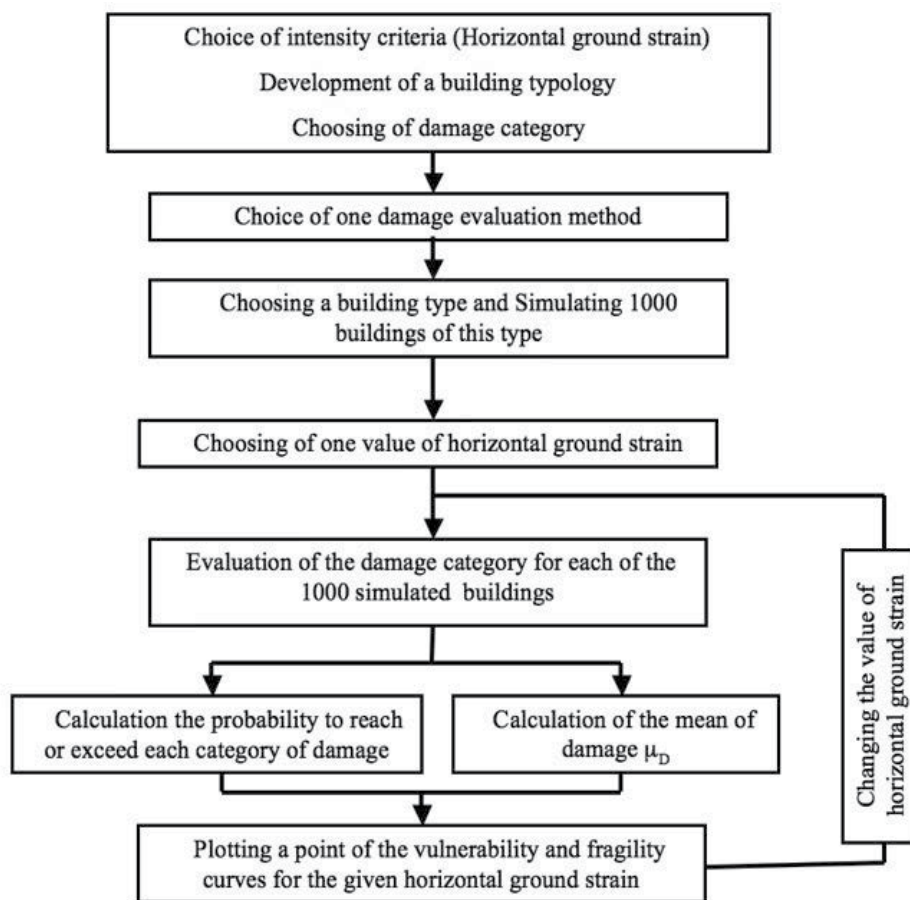 Choice of intensity criteria (Horizontal ground strain)
Development of a building typology
Choosing of damage category
Choice of one damage evaluation method
Choosing a building type and Simulating 1000
buildings of this type
Choosing of one value of horizontal ground strain
Evaluation of the damage category for each of the
1000 simulated buildings
Changing the value of
horizontal ground strain
Calculation the probability to reach
or exceed each category of damage
Calculation of the mean of
damage μD
Plotting a point of the vulnerability and fragility
curves for the given horizontal ground strain